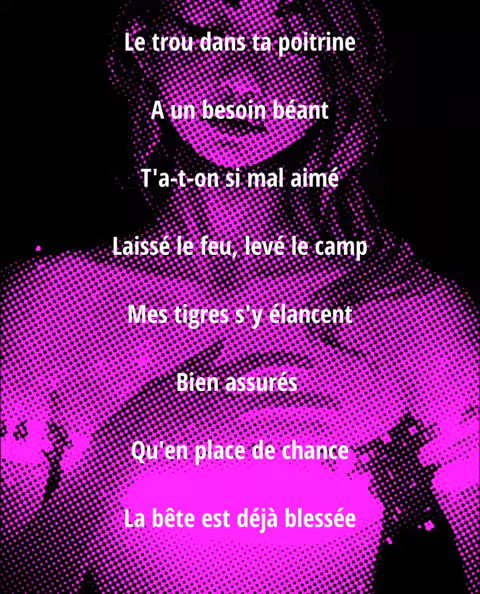 Le trou dans ta poitrine
A un besoin béant
T'a-t-on si mal aimé
Laissé le feu, levé le camp
Mes tigres s'y élancent
Bien assurés
Qu'en place de chance
La bête est déjà blessée